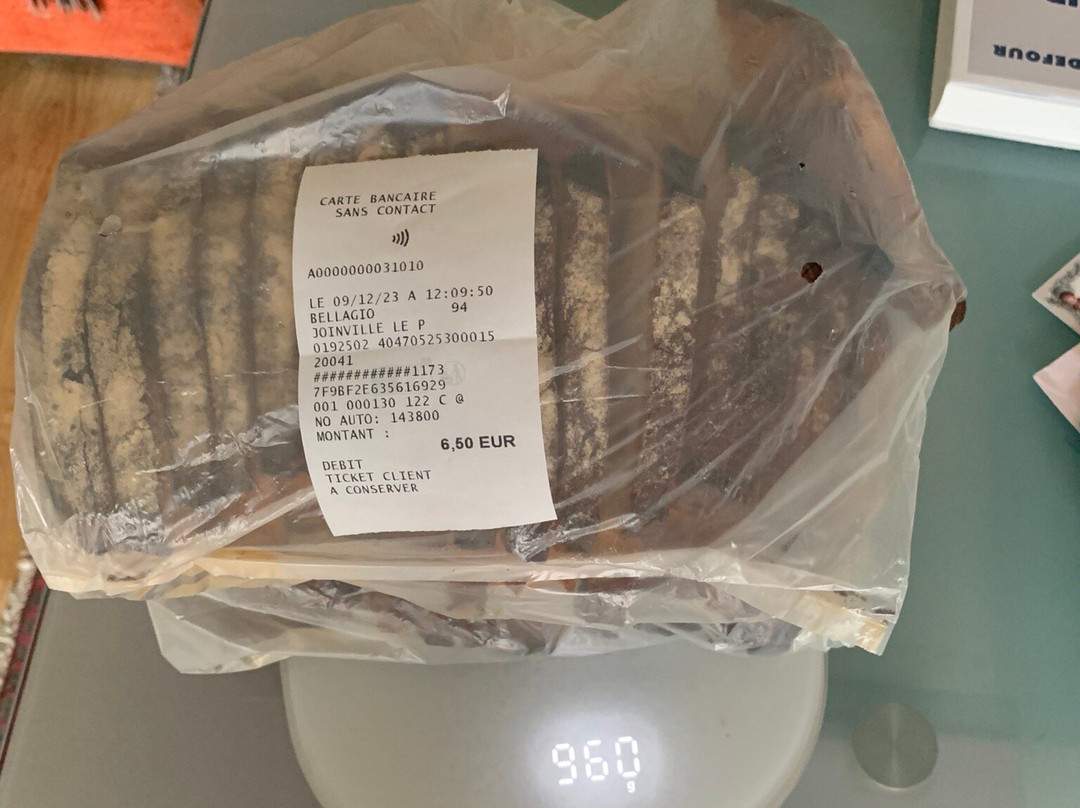 DEFOUR
CARTE BANCAIRE
SANS CONTACT
A0000000031010
LE 09/12/23 A 12:09:50
BELLAGIO 94
JOINVILLE LE P
0192502 40470525300015
20041
############1173
7F9BF2E635616929
001 000130 122 C @
NO AUTO: 143800
MONTANT :
6,50 EUR
DEBIT
TICKET CLIENT
A CONSERVER
960
g